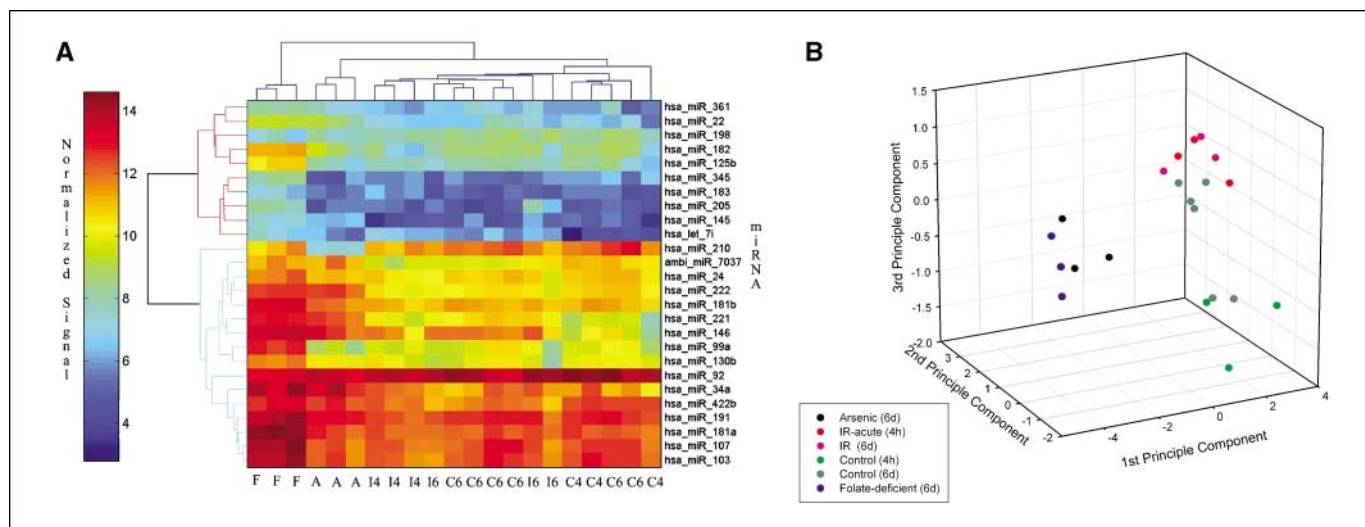 A
B
Normalized Signal
14
12
10
8
6
4
hsa_miR_361
hsa_miR_22
hsa_miR_198
hsa_miR_182
hsa_miR_125b
hsa_miR_345
hsa_miR_183
hsa_miR_205
hsa_miR_145
hsa_let_7i
hsa_miR_210
ambi_miR_7037
hsa_miR_24
hsa_miR_222
hsa_miR_181b
hsa_miR_221
hsa_miR_146
hsa_miR_99a
hsa_miR_130b
hsa_miR_92
hsa_miR_34a
hsa_miR_422b
hsa_miR_191
hsa_miR_181a
hsa_miR_107
hsa_miR_103
miRNA
F F F A A A I4 I4 I4 I6 C6 C6 C6 C6 I6 I6 C4 C4 C6 C6 C4
1.5
1.0
0.5
0.0
-0.5
-1.0
-1.5
-2.0
3rd Principle Component
3
2
1
0
-1
-2
2nd Principle Component
-4
-2
0
2
4
1st Principle Component
Arsenic (6d)
IR-acute (4h)
IR (6d)
Control (4h)
Control (6d)
Folate-deficient (6d)